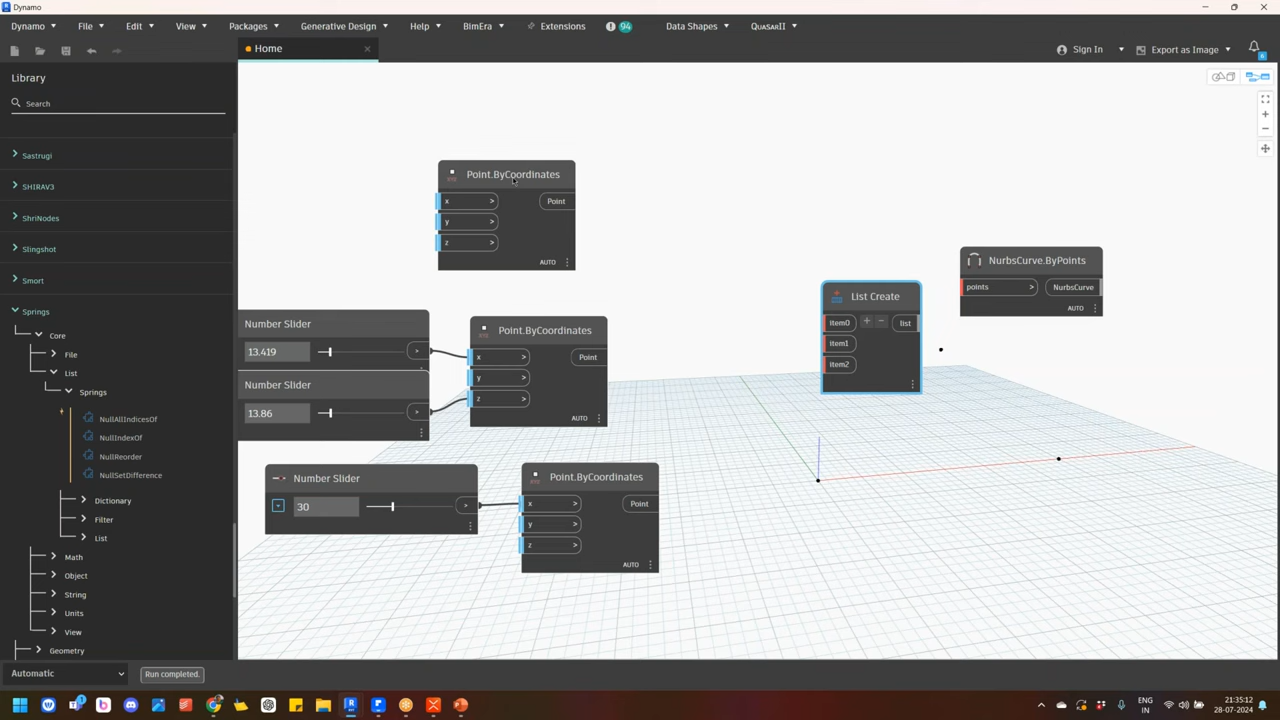 Dynamo
Dynamo File Edit View Packages Generative Design Help BimEra Extensions 94 Data Shapes QuasarII
Home
Sign In
Export as Image
6
Library
Search
Sastrugi
SHIRAV3
ShriNodes
Slingshot
Smort
Springs
Core
File
List
Springs
NullAllIndicesOf
NullIndexOf
NullReorder
NullSetDifference
Dictionary
Filter
List
Math
Object
String
Units
View
Geometry
Point.ByCoordinates
x >
Point
y >
z >
AUTO
Number Slider
13.419
>
Number Slider
13.86
>
Point.ByCoordinates
x >
Point
y >
z >
AUTO
Number Slider
30
>
Point.ByCoordinates
x >
Point
y >
z >
AUTO
List Create
item0 + - list
item1
item2
NurbsCurve.ByPoints
points > NurbsCurve
AUTO
Automatic
Run completed.
ENG
IN
21:35:12
28-07-2024